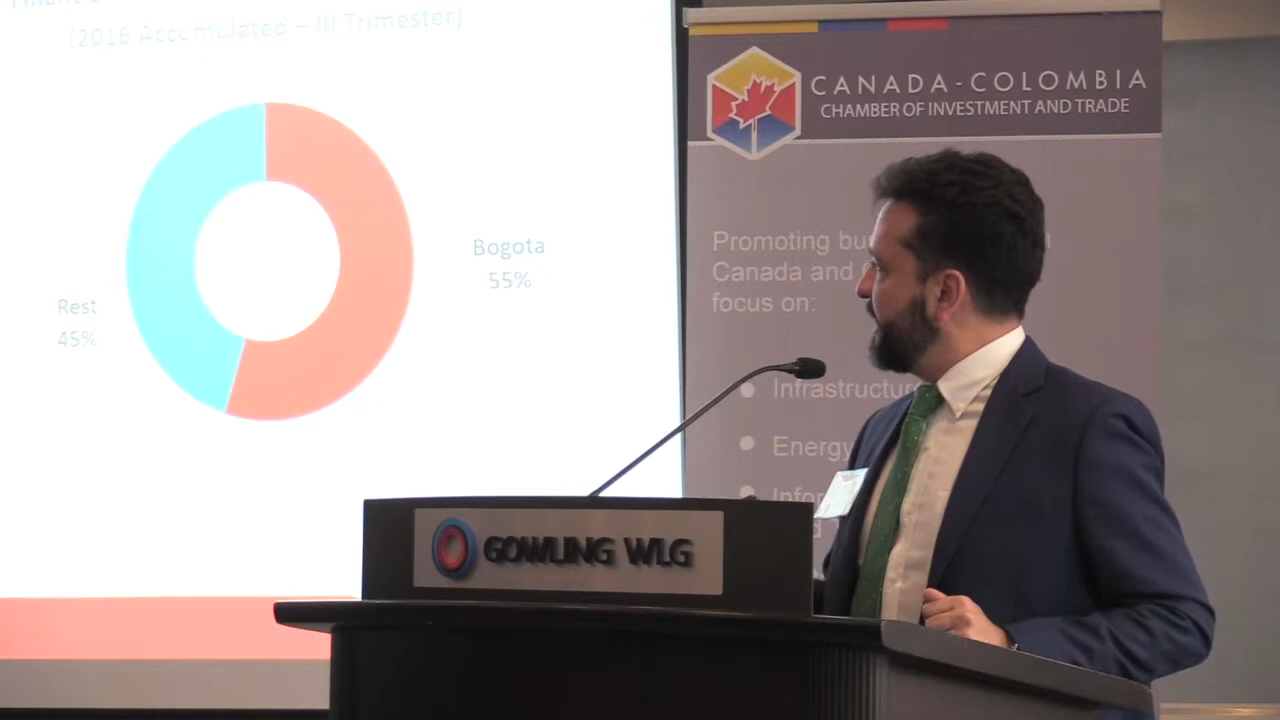 (2016 Accumulated – III Trimester)
Bogota
55%
Rest
45%
CANADA-COLOMBIA
CHAMBER OF INVESTMENT AND TRADE
Promoting
Canada and
focus on:
Infrastructure
Energy
GOWLING WLG